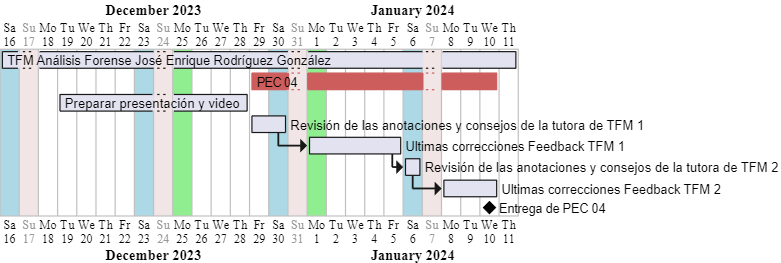 December 2023 January 2024
Sa Su Mo Tu We Th Fr Sa Su Mo Tu We Th Fr Sa Su Mo Tu We Th Fr Sa Su Mo Tu We Th
16 17 18 19 20 21 22 23 24 25 26 27 28 29 30 31 1 2 3 4 5 6 7 8 9 10 11
TFM Análisis Forense José Enrique Rodríguez González
PEC 04
Preparar presentación y video
Revisión de las anotaciones y consejos de la tutora de TFM 1
Ultimas correcciones Feedback TFM 1
Revisión de las anotaciones y consejos de la tutora de TFM 2
Ultimas correcciones Feedback TFM 2
Entrega de PEC 04
Sa Su Mo Tu We Th Fr Sa Su Mo Tu We Th Fr Sa Su Mo Tu We Th Fr Sa Su Mo Tu We Th
16 17 18 19 20 21 22 23 24 25 26 27 28 29 30 31 1 2 3 4 5 6 7 8 9 10 11
December 2023 January 2024